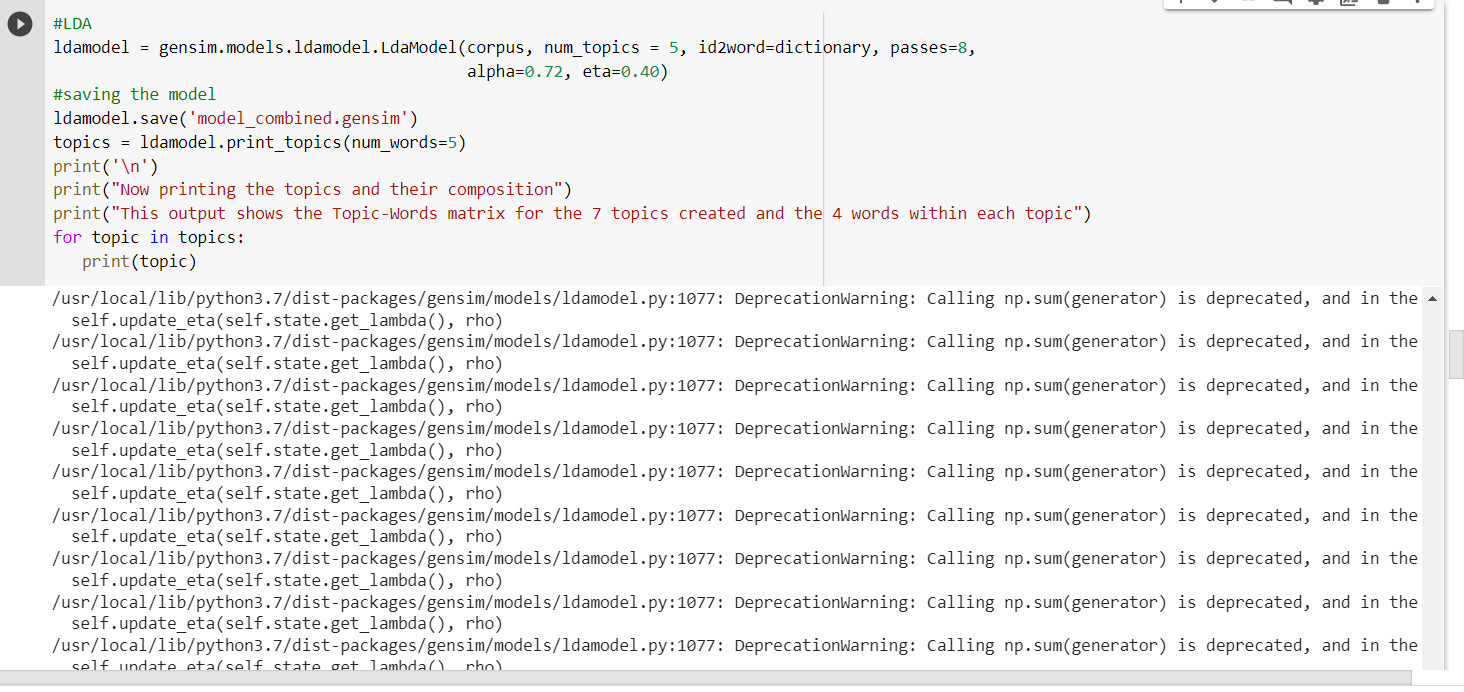 #LDA
ldamodel = gensim.models.ldamodel.LdaModel(corpus, num_topics = 5, id2word=dictionary, passes=8,
                                           alpha=0.72, eta=0.40)
#saving the model
ldamodel.save('model_combined.gensim')
topics = ldamodel.print_topics(num_words=5)
print('\n')
print("Now printing the topics and their composition")
print("This output shows the Topic-Words matrix for the 7 topics created and the 4 words within each topic")
for topic in topics:
   print(topic)
/usr/local/lib/python3.7/dist-packages/gensim/models/ldamodel.py:1077: DeprecationWarning: Calling np.sum(generator) is deprecated, and in the
  self.update_eta(self.state.get_lambda(), rho)
/usr/local/lib/python3.7/dist-packages/gensim/models/ldamodel.py:1077: DeprecationWarning: Calling np.sum(generator) is deprecated, and in the
  self.update_eta(self.state.get_lambda(), rho)
/usr/local/lib/python3.7/dist-packages/gensim/models/ldamodel.py:1077: DeprecationWarning: Calling np.sum(generator) is deprecated, and in the
  self.update_eta(self.state.get_lambda(), rho)
/usr/local/lib/python3.7/dist-packages/gensim/models/ldamodel.py:1077: DeprecationWarning: Calling np.sum(generator) is deprecated, and in the
  self.update_eta(self.state.get_lambda(), rho)
/usr/local/lib/python3.7/dist-packages/gensim/models/ldamodel.py:1077: DeprecationWarning: Calling np.sum(generator) is deprecated, and in the
  self.update_eta(self.state.get_lambda(), rho)
/usr/local/lib/python3.7/dist-packages/gensim/models/ldamodel.py:1077: DeprecationWarning: Calling np.sum(generator) is deprecated, and in the
  self.update_eta(self.state.get_lambda(), rho)
/usr/local/lib/python3.7/dist-packages/gensim/models/ldamodel.py:1077: DeprecationWarning: Calling np.sum(generator) is deprecated, and in the
  self.update_eta(self.state.get_lambda(), rho)
/usr/local/lib/python3.7/dist-packages/gensim/models/ldamodel.py:1077: DeprecationWarning: Calling np.sum(generator) is deprecated, and in the
  self.update_eta(self.state.get_lambda(), rho)
/usr/local/lib/python3.7/dist-packages/gensim/models/ldamodel.py:1077: DeprecationWarning: Calling np.sum(generator) is deprecated, and in the
  self.update_eta(self.state.get_lambda(), rho)